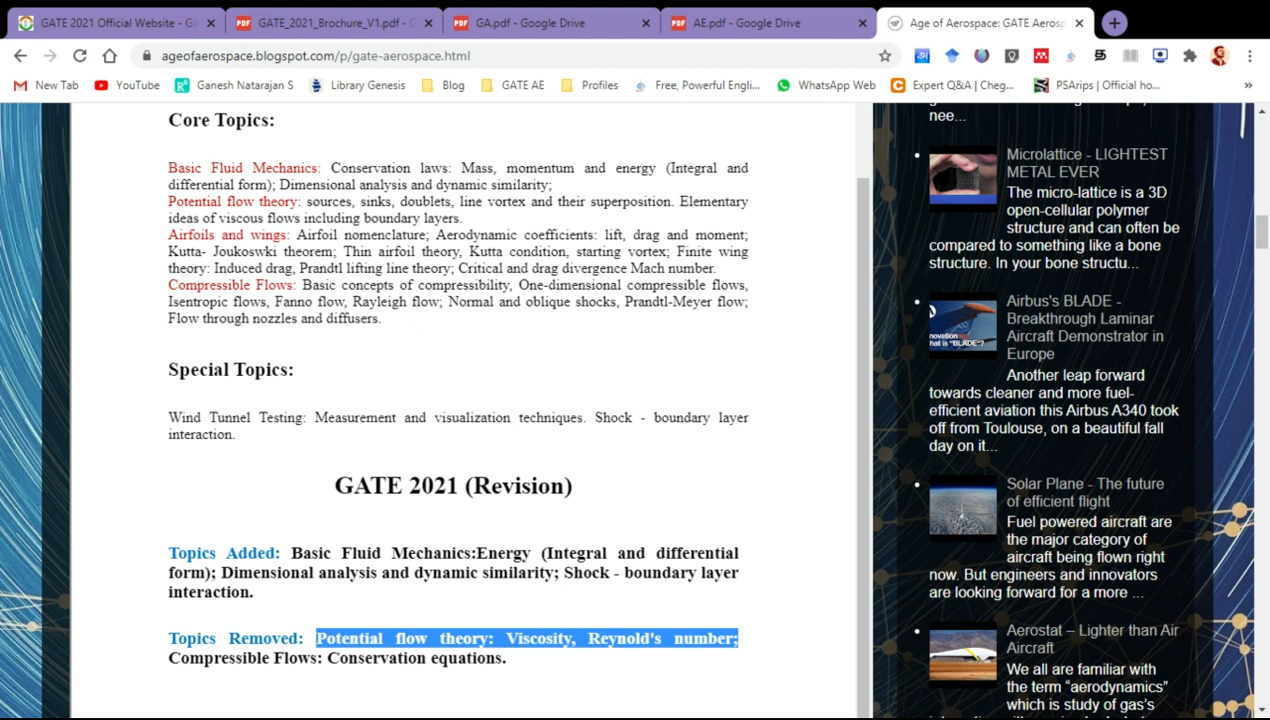 GATE 2021 Official Website - GA
GATE_2021_Brochure_V1.pdf - G
GA.pdf - Google Drive
AE.pdf - Google Drive
Age of Aerospace: GATE Aerosp
ageofaerospace.blogspot.com/p/gate-aerospace.html
New Tab
YouTube
Ganesh Natarajan S
Library Genesis
Blog
GATE AE
Profiles
Free, Powerful Engli...
WhatsApp Web
Expert Q&A | Cheg...
PSArips | Official ho...
Core Topics:
Basic Fluid Mechanics: Conservation laws: Mass, momentum and energy (Integral and
differential form); Dimensional analysis and dynamic similarity;
Potential flow theory: sources, sinks, doublets, line vortex and their superposition. Elementary
ideas of viscous flows including boundary layers.
Airfoils and wings: Airfoil nomenclature; Aerodynamic coefficients: lift, drag and moment;
Kutta- Joukoswki theorem; Thin airfoil theory, Kutta condition, starting vortex; Finite wing
theory: Induced drag, Prandtl lifting line theory; Critical and drag divergence Mach number.
Compressible Flows: Basic concepts of compressibility, One-dimensional compressible flows,
Isentropic flows, Fanno flow, Rayleigh flow; Normal and oblique shocks, Prandtl-Meyer flow;
Flow through nozzles and diffusers.
Special Topics:
Wind Tunnel Testing: Measurement and visualization techniques. Shock - boundary layer
interaction.
GATE 2021 (Revision)
Topics Added: Basic Fluid Mechanics:Energy (Integral and differential
form); Dimensional analysis and dynamic similarity; Shock - boundary layer
interaction.
Topics Removed: Potential flow theory: Viscosity, Reynold's number;
Compressible Flows: Conservation equations.
nee...
Microlattice - LIGHTEST
METAL EVER
The micro-lattice is a 3D
open-cellular polymer
structure and can often be
compared to something like a bone
structure. In your bone structu...
Airbus's BLADE -
Breakthrough Laminar
Aircraft Demonstrator in
Europe
Another leap forward
towards cleaner and more fuel-
efficient aviation this Airbus A340 took
off from Toulouse, on a beautiful fall
day on it...
Solar Plane - The future
of efficient flight
Fuel powered aircraft are
the major category of
aircraft being flown right
now. But engineers and innovators
are looking forward for a more ...
Aerostat – Lighter than Air
Aircraft
We all are familiar with
the term “aerodynamics”
which is study of gas's